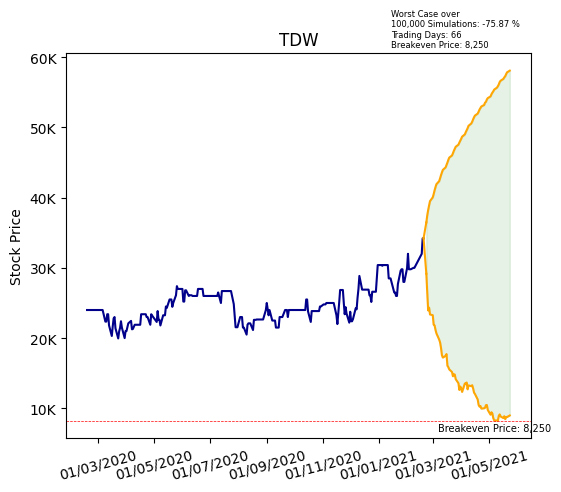 Worst Case over
100,000 Simulations: -75.87 %
Trading Days: 66
Breakeven Price: 8,250
TDW
60K
50K
40K
30K
20K
10K
Stock Price
Breakeven Price: 8,250
01/03/2020
01/05/2020
01/07/2020
01/09/2020
01/11/2020
01/01/2021
01/03/2021
01/05/2021